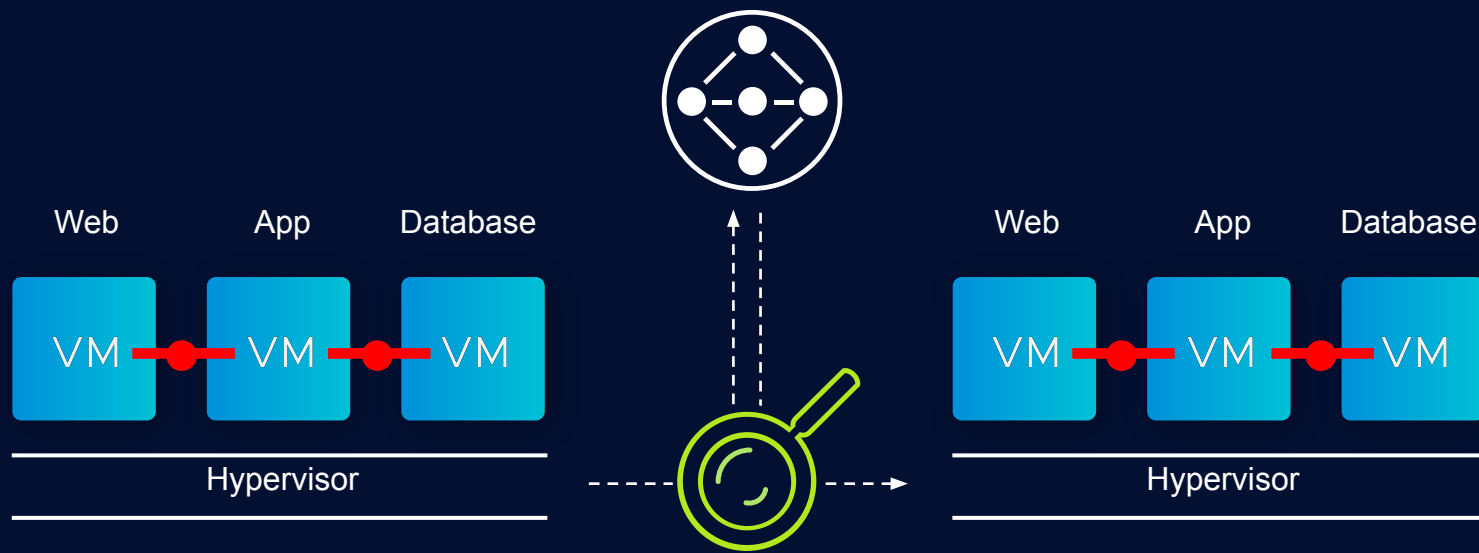 Web App Database
VM VM VM
Hypervisor
Web App Database
VM VM VM
Hypervisor